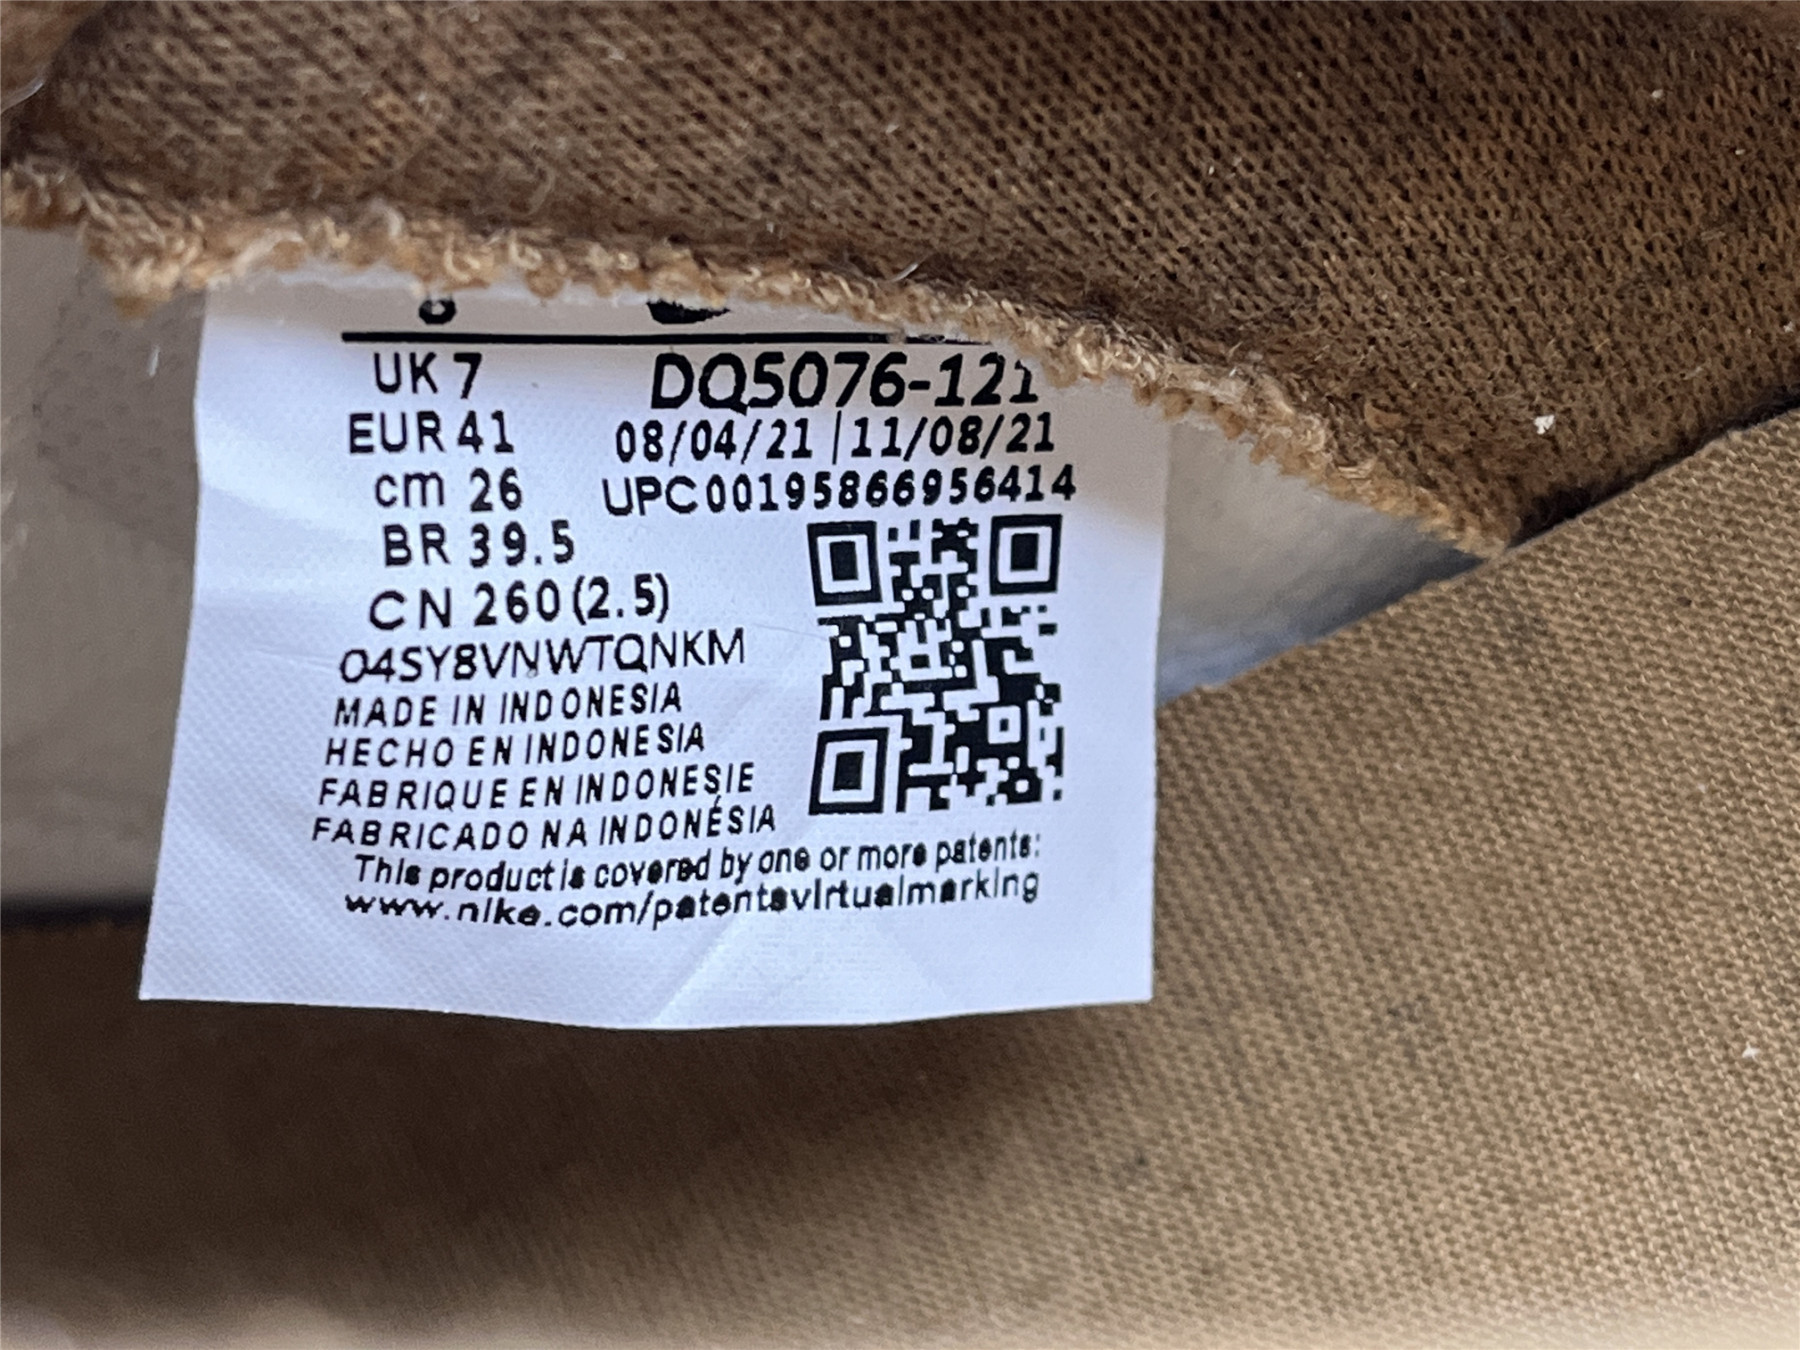 UK 7
DQ5076-121
EUR 41
08/04/21 | 11/08/21
cm 26
UPC00195866956414
BR 39.5
CN 260(2.5)
04SY8VNWTQNKM
MADE IN INDONESIA
HECHO EN INDONESIA
FABRIQUE EN INDONESIE
FABRICADO NA INDONÉSIA
This product is covered by one or more patents:
www.nike.com/patentsvirtualmarking